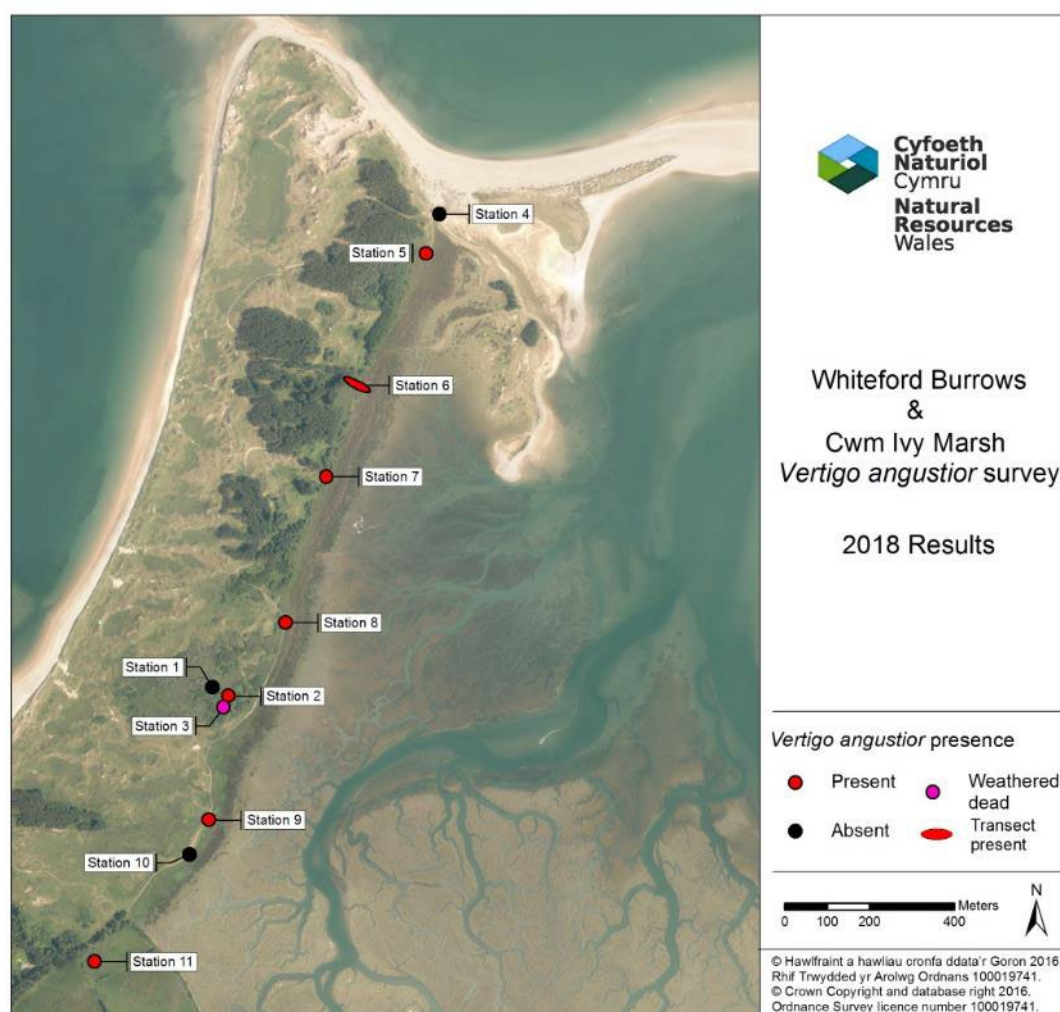 Station 4
Station 5
Station 6
Station 7
Station 8
Station 1
Station 2
Station 3
Station 9
Station 10
Station 11
Cyfoeth
Naturiol
Cymru
Natural
Resources
Wales
Whiteford Burrows
&
Cwm Ivy Marsh
Vertigo angustior survey
2018 Results
Vertigo angustior presence
Present
Weathered
dead
Absent
Transect
present
Meters
0 100 200 400
N
© Hawlfraint a hawliau cronfa ddata'r Goron 2016.
Rhif Trwydded yr Arolwg Ordnans 100019741.
© Crown Copyright and database right 2016.
Ordnance Survey licence number 100019741.